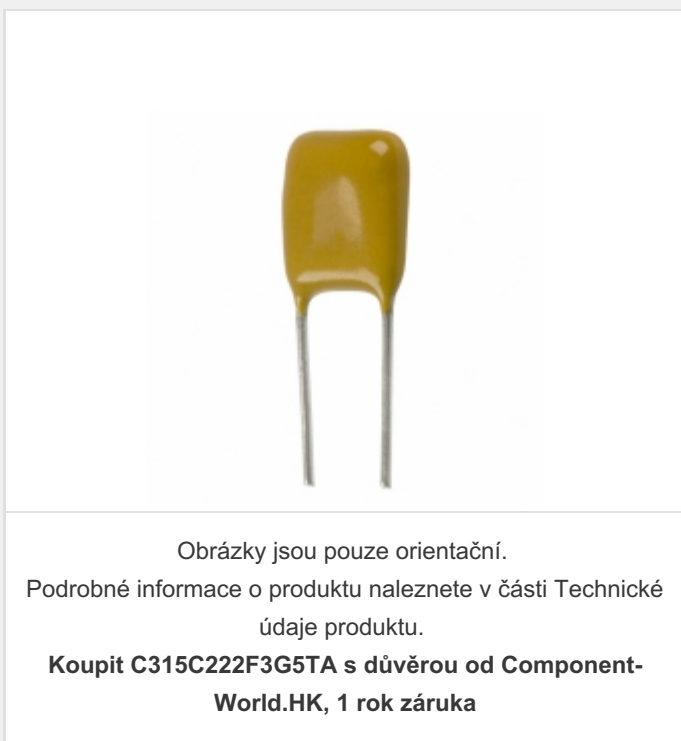 Obrázky jsou pouze orientační.
Podrobné informace o produktu naleznete v části Technické
údaje produktu.
Koupit C315C222F3G5TA s důvěrou od Component-
World.HK, 1 rok záruka